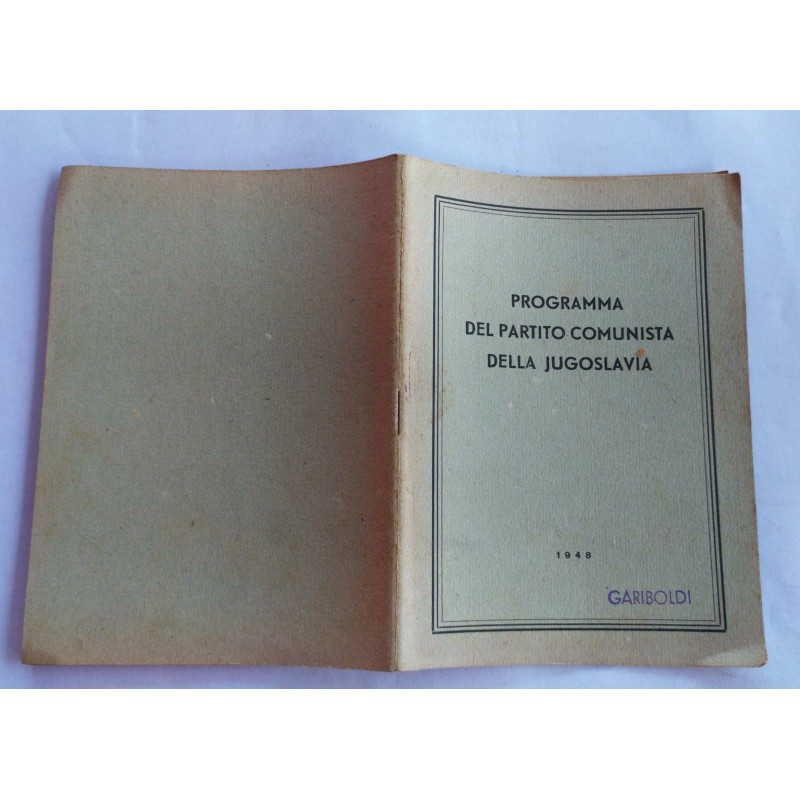 PROGRAMMA
DEL PARTITO COMUNISTA
DELLA JUGOSLAVIA
1948
GARIBOLDI